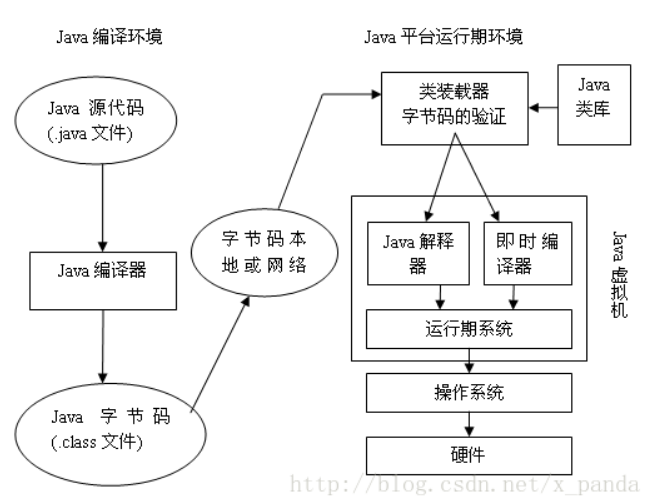 Java 编译环境
Java 平台运行期环境
Java 源代码
(.java 文件)
类装载器
字节码的验证
Java
类库
字节码本
地或网络
Java 编译器
Java解释
器
即时编
译器
Java 虚拟机
运行期系统
Java 字节码
(.class 文件)
操作系统
硬件
http://blog.csdn.net/x_panda